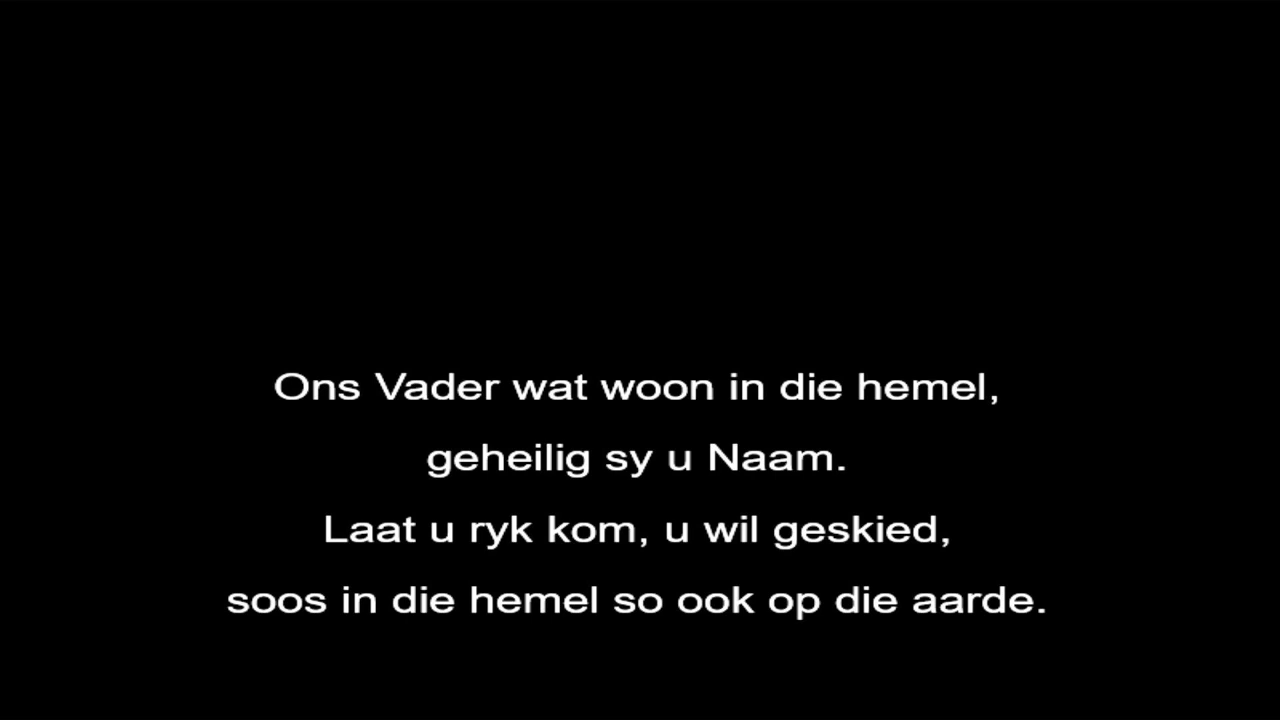 Ons Vader wat woon in die hemel,
geheilig sy u Naam.
Laat u ryk kom, u wil geskied,
soos in die hemel so ook op die aarde.